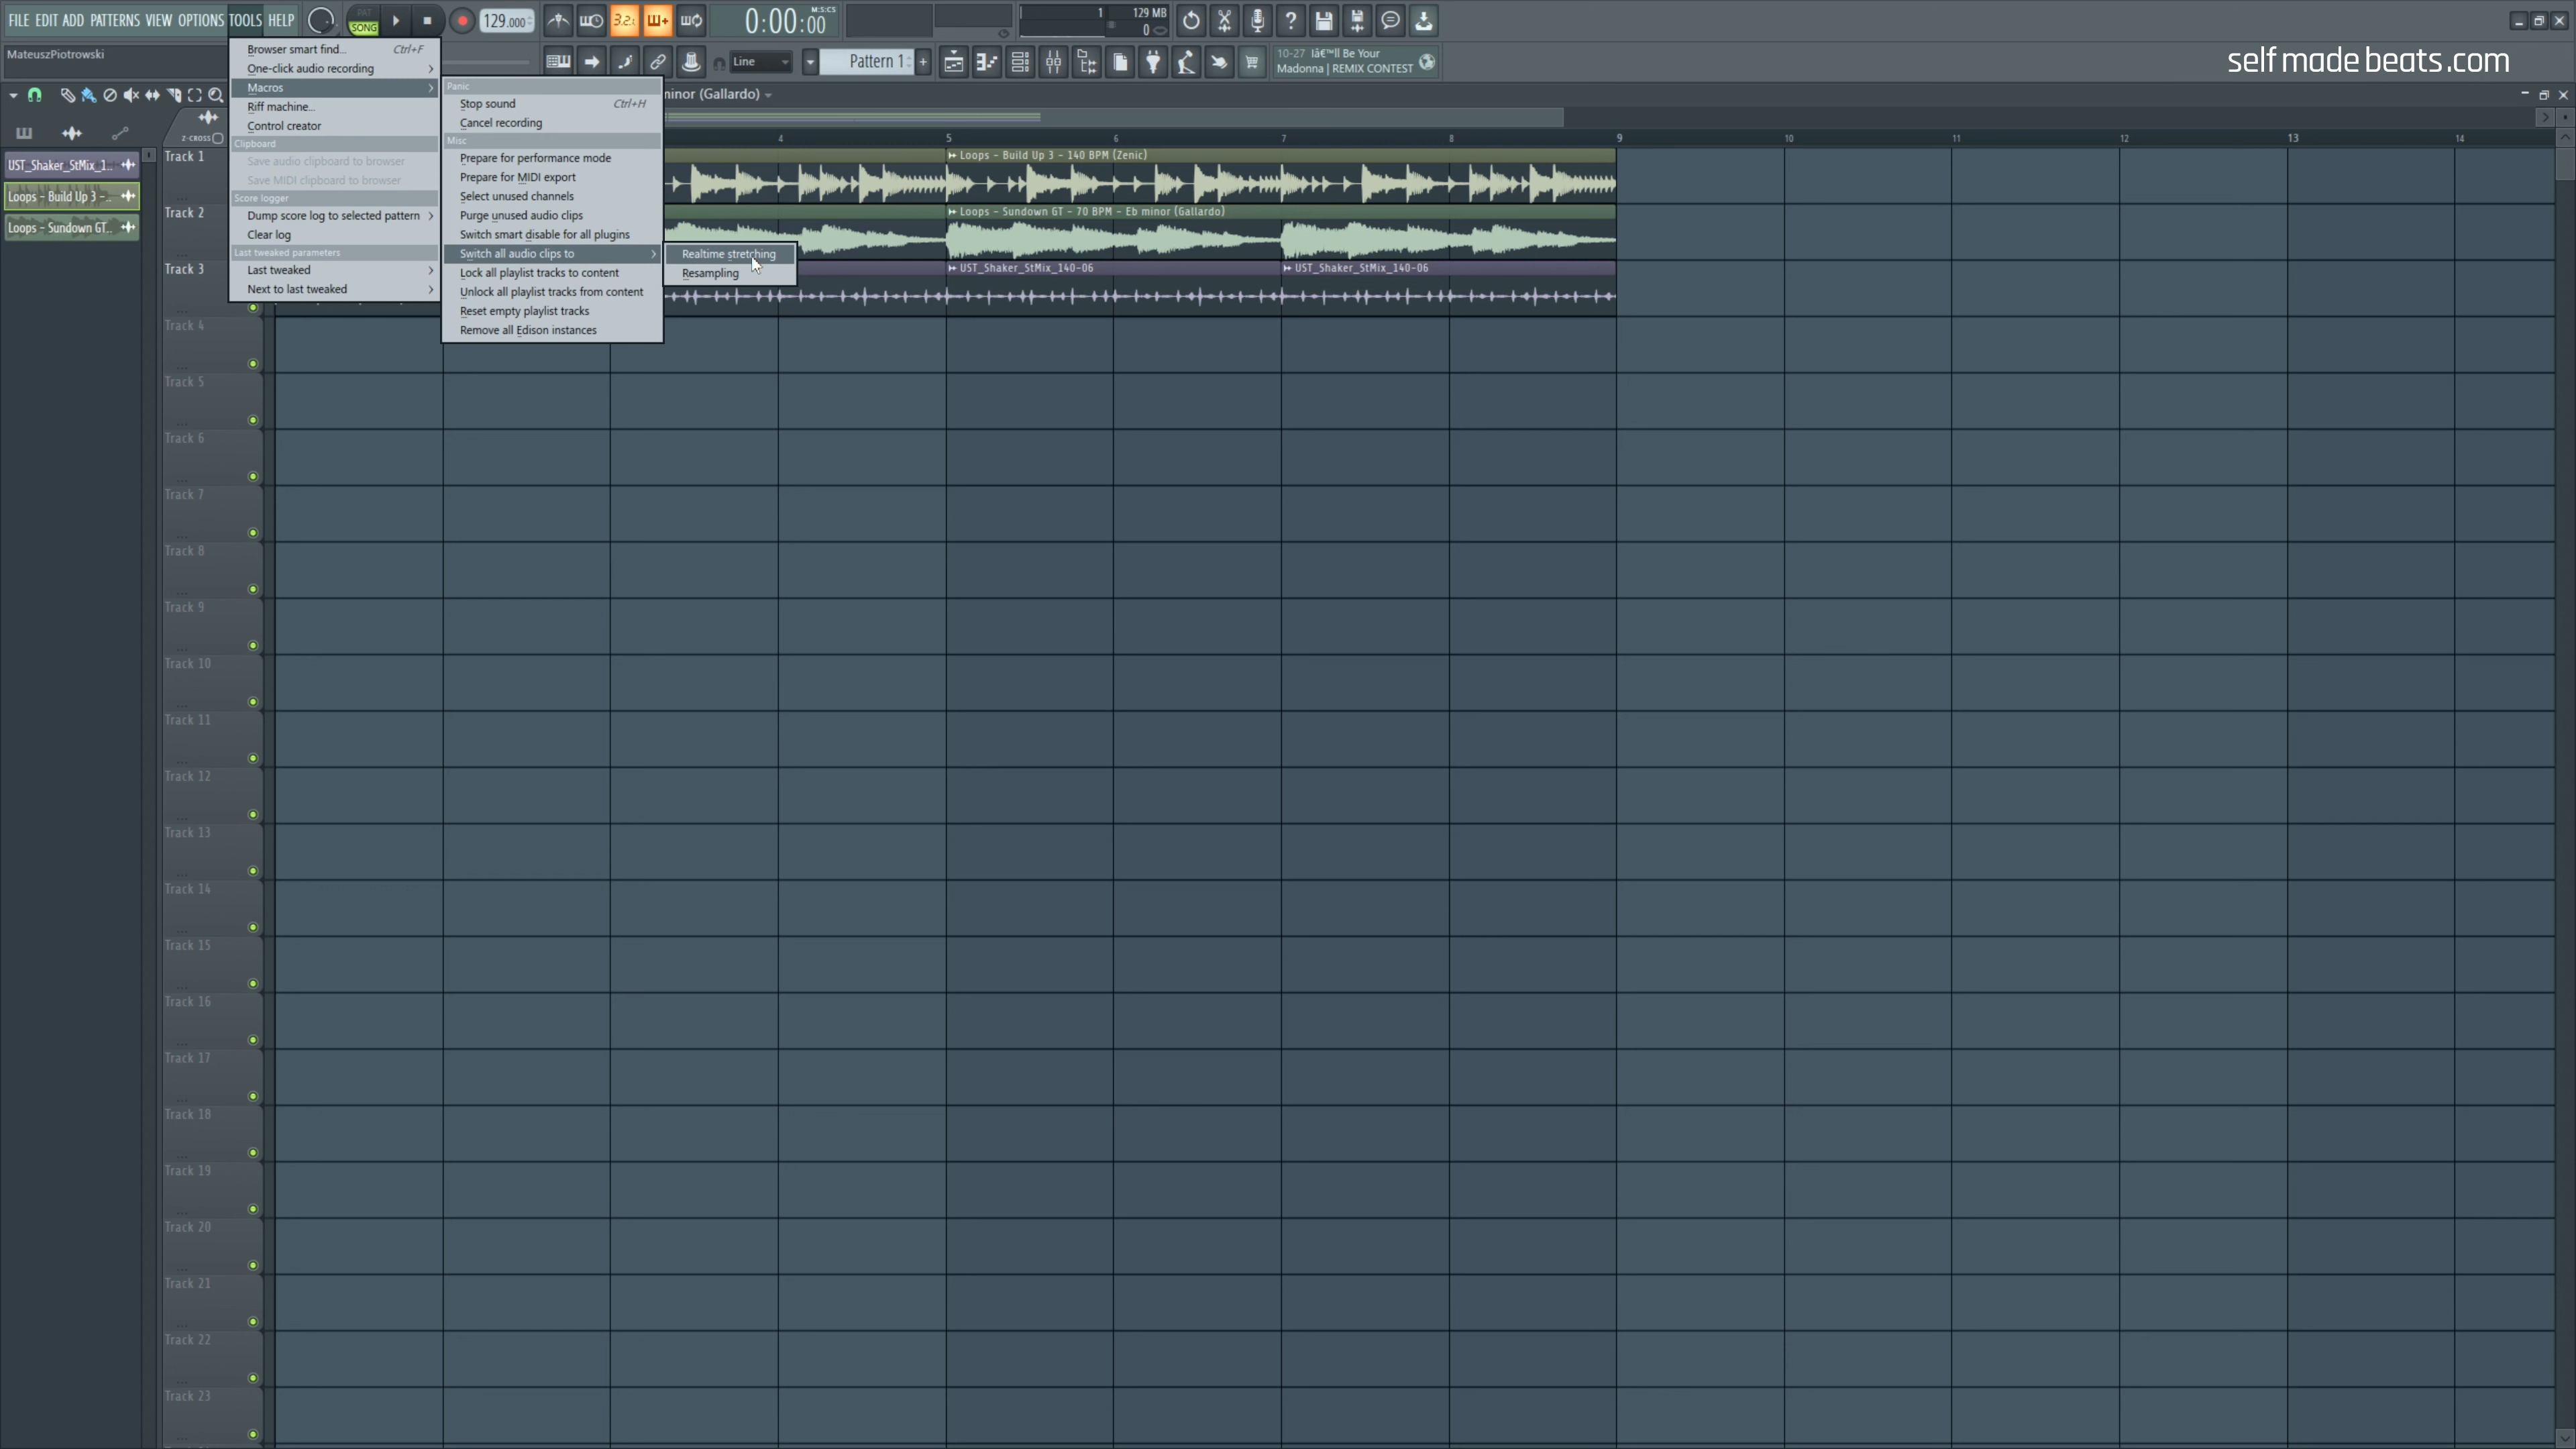 FILE EDIT ADD PATTERNS VIEW OPTIONS TOOLS HELP
PAT
SONG
129.000
3.2.
0:00:00
M:S:CS
1
129 MB
0
MateuszPiotrowski
Line
Pattern 1
+
10-27 Iâ€™ll Be Your
Madonna | REMIX CONTEST
self made beats .com
minor (Gallardo)
Browser smart find... Ctrl+F
One-click audio recording
Macros
Riff machine...
Control creator
Clipboard
Save audio clipboard to browser
Save MIDI clipboard to browser
Score logger
Dump score log to selected pattern
Clear log
Last tweaked parameters
Last tweaked
Next to last tweaked
Panic
Stop sound Ctrl+H
Cancel recording
Misc
Prepare for performance mode
Prepare for MIDI export
Select unused channels
Purge unused audio clips
Switch smart disable for all plugins
Switch all audio clips to
Lock all playlist tracks to content
Unlock all playlist tracks from content
Reset empty playlist tracks
Remove all Edison instances
Realtime stretching
Resampling
Z-CROSS
4 5 6 7 8 9 10 11 12 13 14
UST_Shaker_StMix_1..
Loops - Build Up 3 -..
Loops - Sundown GT..
Track 1
Loops - Build Up 3 - 140 BPM (Zenic)
Track 2
Loops - Sundown GT - 70 BPM - Eb minor (Gallardo)
Track 3
UST_Shaker_StMix_140-06
UST_Shaker_StMix_140-06
Track 4
Track 5
Track 6
Track 7
Track 8
Track 9
Track 10
Track 11
Track 12
Track 13
Track 14
Track 15
Track 16
Track 17
Track 18
Track 19
Track 20
Track 21
Track 22
Track 23